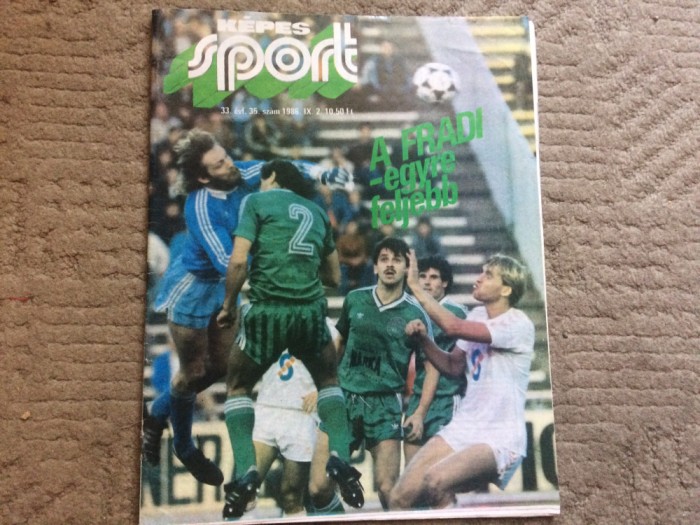 KÉPES
sport
33. évf. 35. szám 1986. IX. 2. 10,50 Ft
A FRADI
-egyre
feljebb
2